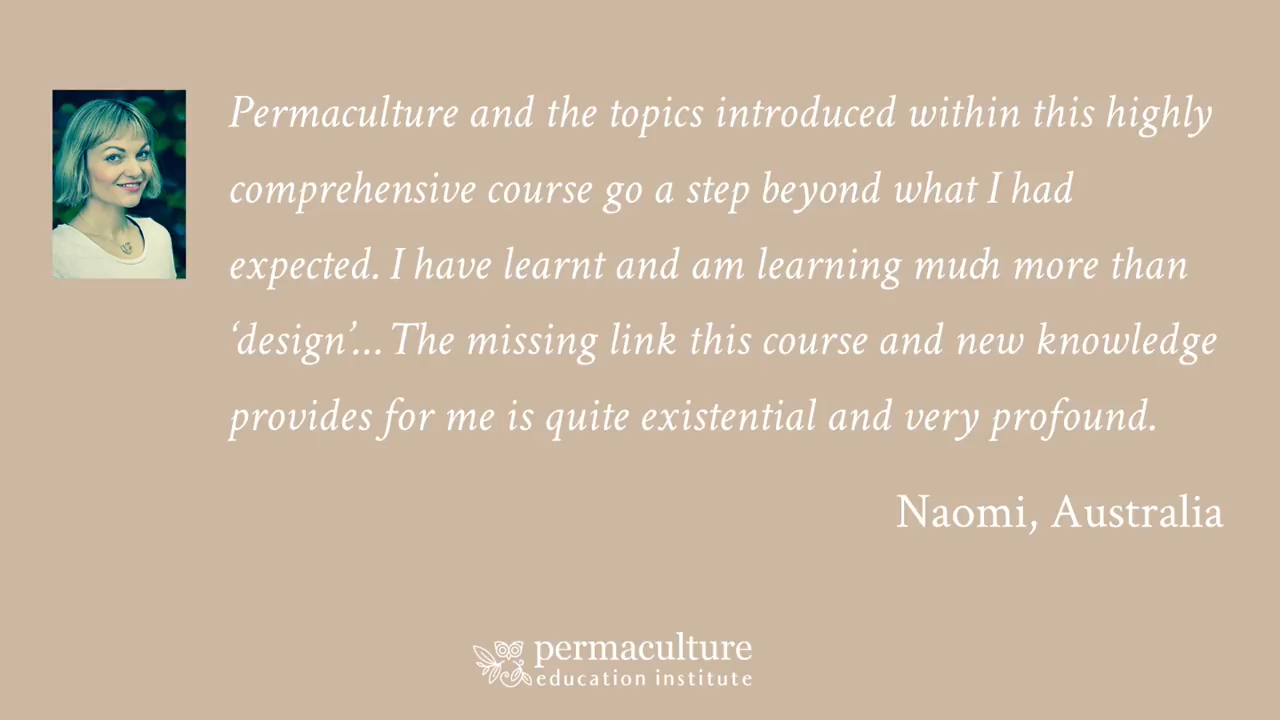 Permaculture and the topics introduced within this highly
comprehensive course go a step beyond what I had
expected. I have learnt and am learning much more than
‘design’... The missing link this course and new knowledge
provides for me is quite existential and very profound.
Naomi, Australia
permaculture
education institute